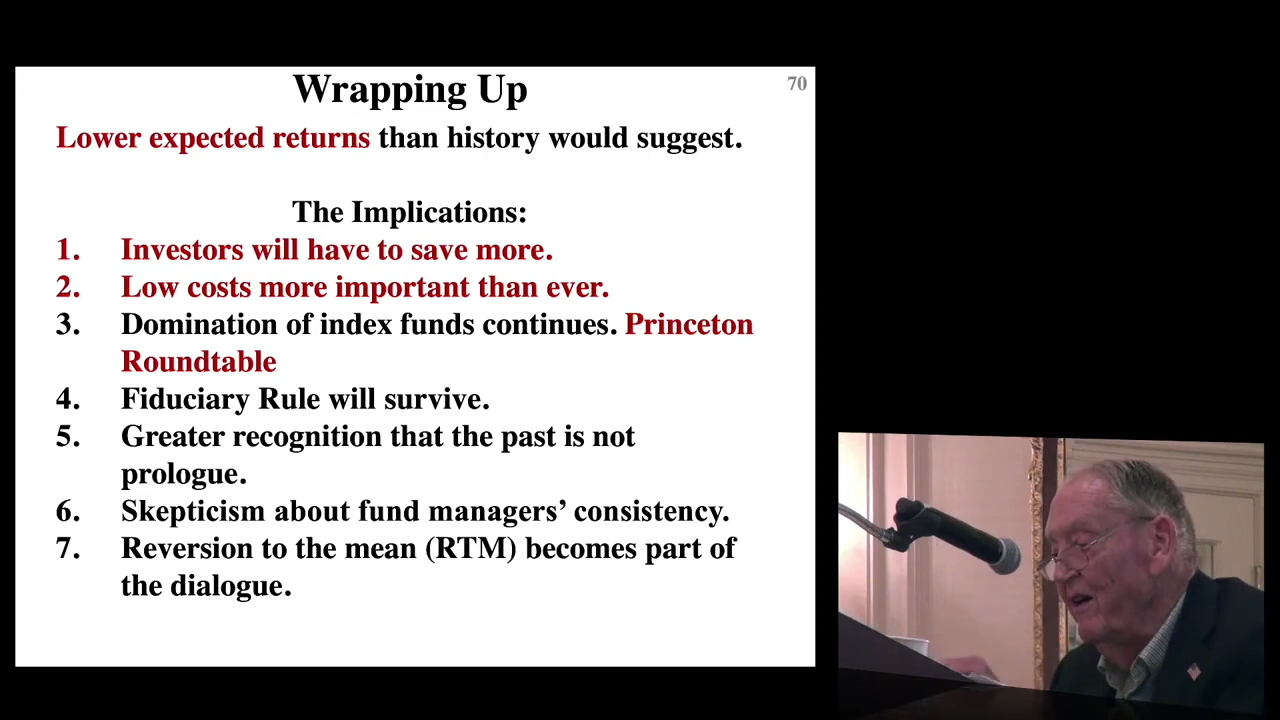 Wrapping Up
70
Lower expected returns than history would suggest.
The Implications:
1. Investors will have to save more.
2. Low costs more important than ever.
3. Domination of index funds continues. Princeton
Roundtable
4. Fiduciary Rule will survive.
5. Greater recognition that the past is not
prologue.
6. Skepticism about fund managers’ consistency.
7. Reversion to the mean (RTM) becomes part of
the dialogue.